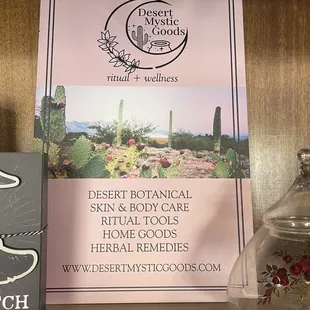 Desert
Mystic
Goods
ritual + wellness
DESERT BOTANICAL
SKIN & BODY CARE
RITUAL TOOLS
HOME GOODS
HERBAL REMEDIES
WWW.DESERTMYSTICGOODS.COM